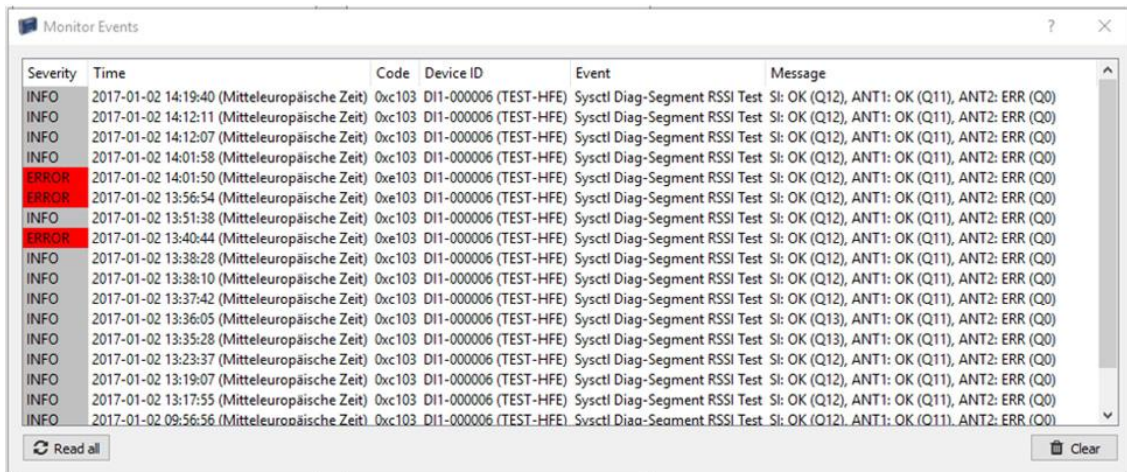 Monitor Events ?
Severity Time Code Device ID Event Message
INFO 2017-01-02 14:19:40 (Mitteleuropäische Zeit) 0xc103 DI1-000006 (TEST-HFE) Sysctl Diag-Segment RSSI Test SI: OK (Q12), ANT1: OK (Q11), ANT2: ERR (Q0)
INFO 2017-01-02 14:12:11 (Mitteleuropäische Zeit) 0xc103 DI1-000006 (TEST-HFE) Sysctl Diag-Segment RSSI Test SI: OK (Q12), ANT1: OK (Q11), ANT2: ERR (Q0)
INFO 2017-01-02 14:12:07 (Mitteleuropäische Zeit) 0xc103 DI1-000006 (TEST-HFE) Sysctl Diag-Segment RSSI Test SI: OK (Q12), ANT1: OK (Q11), ANT2: ERR (Q0)
INFO 2017-01-02 14:01:58 (Mitteleuropäische Zeit) 0xc103 DI1-000006 (TEST-HFE) Sysctl Diag-Segment RSSI Test SI: OK (Q12), ANT1: OK (Q11), ANT2: ERR (Q0)
ERROR 2017-01-02 14:01:50 (Mitteleuropäische Zeit) 0xe103 DI1-000006 (TEST-HFE) Sysctl Diag-Segment RSSI Test SI: OK (Q12), ANT1: OK (Q11), ANT2: ERR (Q0)
ERROR 2017-01-02 13:56:54 (Mitteleuropäische Zeit) 0xe103 DI1-000006 (TEST-HFE) Sysctl Diag-Segment RSSI Test SI: OK (Q12), ANT1: OK (Q11), ANT2: ERR (Q0)
INFO 2017-01-02 13:51:38 (Mitteleuropäische Zeit) 0xc103 DI1-000006 (TEST-HFE) Sysctl Diag-Segment RSSI Test SI: OK (Q12), ANT1: OK (Q11), ANT2: ERR (Q0)
ERROR 2017-01-02 13:40:44 (Mitteleuropäische Zeit) 0xe103 DI1-000006 (TEST-HFE) Sysctl Diag-Segment RSSI Test SI: OK (Q12), ANT1: OK (Q11), ANT2: ERR (Q0)
INFO 2017-01-02 13:38:28 (Mitteleuropäische Zeit) 0xc103 DI1-000006 (TEST-HFE) Sysctl Diag-Segment RSSI Test SI: OK (Q12), ANT1: OK (Q11), ANT2: ERR (Q0)
INFO 2017-01-02 13:38:10 (Mitteleuropäische Zeit) 0xc103 DI1-000006 (TEST-HFE) Sysctl Diag-Segment RSSI Test SI: OK (Q12), ANT1: OK (Q11), ANT2: ERR (Q0)
INFO 2017-01-02 13:37:42 (Mitteleuropäische Zeit) 0xc103 DI1-000006 (TEST-HFE) Sysctl Diag-Segment RSSI Test SI: OK (Q12), ANT1: OK (Q11), ANT2: ERR (Q0)
INFO 2017-01-02 13:36:05 (Mitteleuropäische Zeit) 0xc103 DI1-000006 (TEST-HFE) Sysctl Diag-Segment RSSI Test SI: OK (Q13), ANT1: OK (Q11), ANT2: ERR (Q0)
INFO 2017-01-02 13:35:28 (Mitteleuropäische Zeit) 0xc103 DI1-000006 (TEST-HFE) Sysctl Diag-Segment RSSI Test SI: OK (Q13), ANT1: OK (Q11), ANT2: ERR (Q0)
INFO 2017-01-02 13:23:37 (Mitteleuropäische Zeit) 0xc103 DI1-000006 (TEST-HFE) Sysctl Diag-Segment RSSI Test SI: OK (Q12), ANT1: OK (Q11), ANT2: ERR (Q0)
INFO 2017-01-02 13:19:07 (Mitteleuropäische Zeit) 0xc103 DI1-000006 (TEST-HFE) Sysctl Diag-Segment RSSI Test SI: OK (Q12), ANT1: OK (Q11), ANT2: ERR (Q0)
INFO 2017-01-02 13:17:55 (Mitteleuropäische Zeit) 0xc103 DI1-000006 (TEST-HFE) Sysctl Diag-Segment RSSI Test SI: OK (Q12), ANT1: OK (Q11), ANT2: ERR (Q0)
INFO 2017-01-02 09:56:56 (Mitteleuropäische Zeit) 0xc103 DI1-000006 (TEST-HFE) Sysctl Diag-Segment RSSI Test SI: OK (Q12), ANT1: OK (Q11), ANT2: ERR (Q0)
Read all Clear